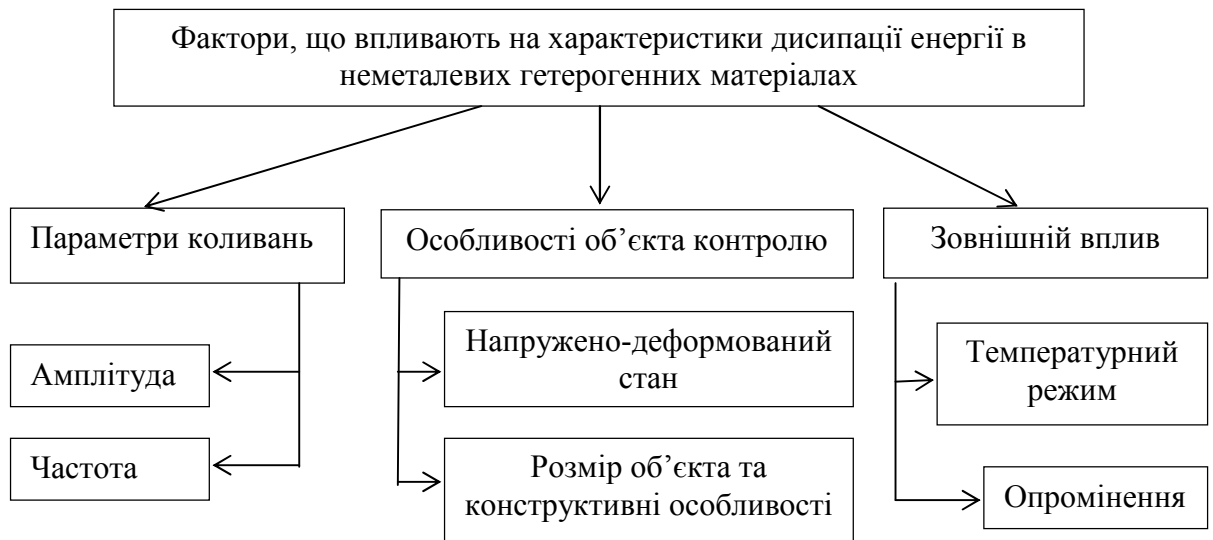 Фактори, що впливають на характеристики дисипації енергії в
неметалевих гетерогенних матеріалах
Параметри коливань
Особливості об’єкта контролю
Зовнішній вплив
Амплітуда
Частота
Напружено-деформований
стан
Розмір об’єкта та
конструктивні особливості
Температурний
режим
Опромінення